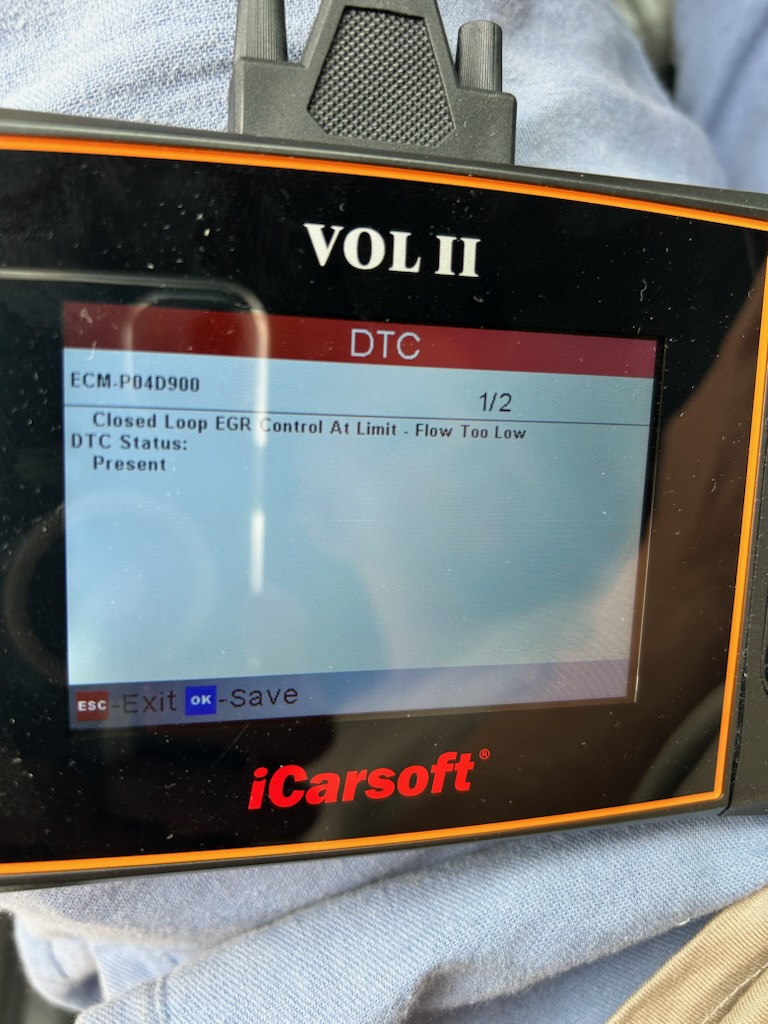 VOL II
DTC
ECM-P04D900
1/2
Closed Loop EGR Control At Limit - Flow Too Low
DTC Status:
Present
ESC-Exit OK-Save
iCarsoft®